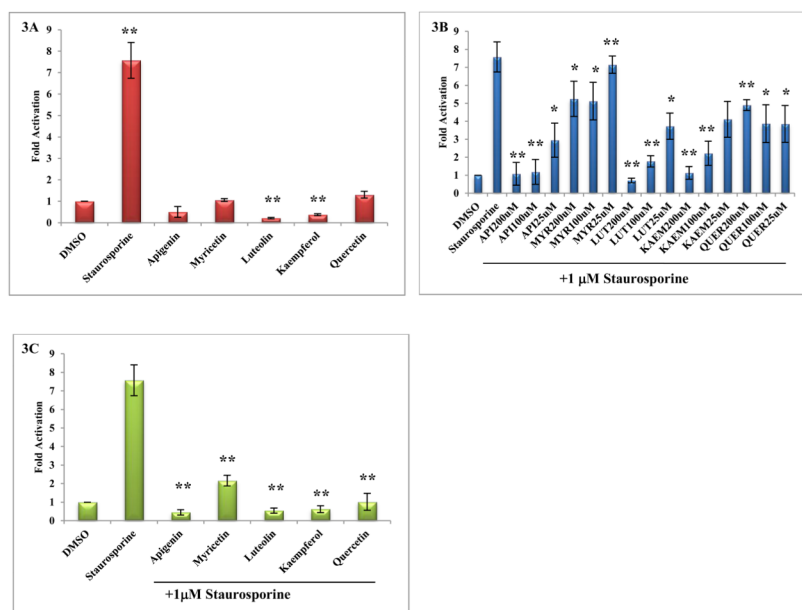 3A
Fold Activation
9
8
7
6
5
4
3
2
1
0
**
**
**
DMSO
Staurosporine
Apigenin
Myricetin
Luteolin
Kaempferol
Quercetin
3B
Fold Activation
9
8
7
6
5
4
3
2
1
0
**
**
*
*
*
**
**
**
*
**
**
**
*
*
DMSO
Staurosporine
API200uM
API100uM
API25uM
MYR200uM
MYR100uM
MYR25uM
LUT200uM
LUT100uM
LUT25uM
KAEM200uM
KAEM100uM
KAEM25uM
QUER200uM
QUER100uM
QUER25uM
+1 μM Staurosporine
3C
Fold Activation
9
8
7
6
5
4
3
2
1
0
**
**
**
**
**
DMSO
Staurosporine
Apigenin
Myricetin
Luteolin
Kaempferol
Quercetin
+1μM Staurosporine